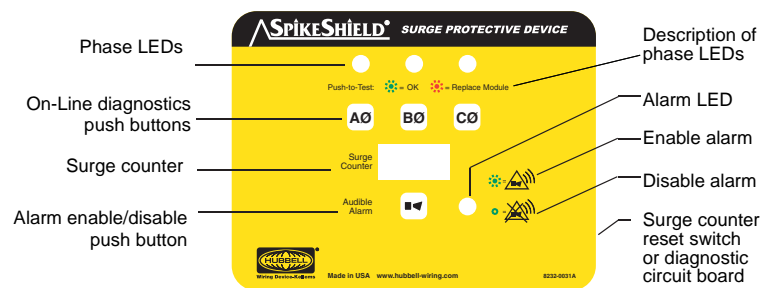 SPIKESHIELD® SURGE PROTECTIVE DEVICE
Phase LEDs
Description of
phase LEDs
Push-to-Test: = OK = Replace Module
On-Line diagnostics
push buttons
AØ BØ CØ
Alarm LED
Enable alarm
Surge counter
Surge
Counter
=
Disable alarm
Alarm enable/disable
push button
Audible
Alarm
=
Surge counter
reset switch
or diagnostic
circuit board
HUBBELL®
Wiring Device-Kellems
Made in USA www.hubbell-wiring.com
8232-0031A